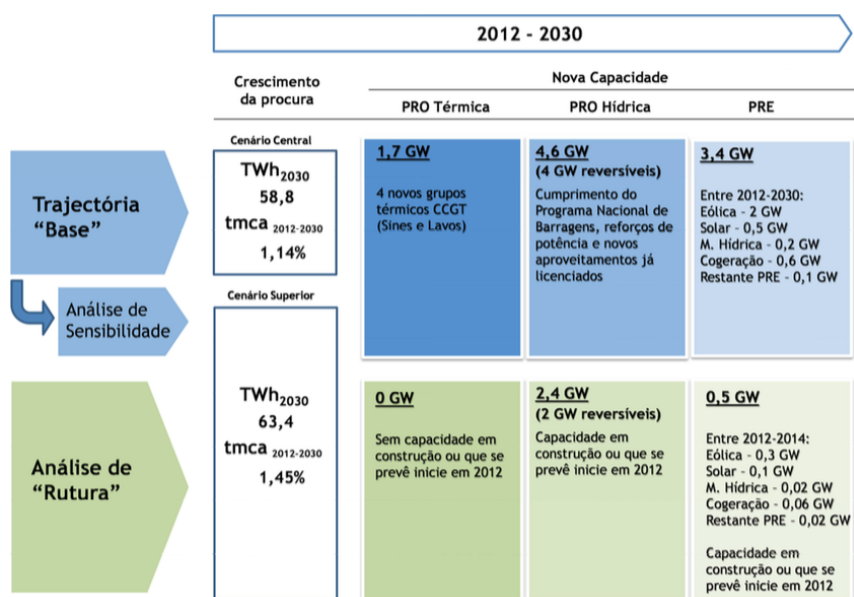 2012 - 2030
Crescimento
da procura
Nova Capacidade
PRO Térmica
PRO Hídrica
PRE
Trajectória
“Base”
Análise de
Sensibilidade
Cenário Central
TWh2030
58,8
tmca 2012-2030
1,14%
1,7 GW
4 novos grupos
térmicos CCGT
(Sines e Lavos)
4,6 GW
(4 GW reversíveis)
Cumprimento do
Programa Nacional de
Barragens, reforços de
potência e novos
aproveitamentos já
licenciados
3,4 GW
Entre 2012-2030:
Eólica - 2 GW
Solar - 0,5 GW
M. Hídrica - 0,2 GW
Cogeração - 0,6 GW
Restante PRE - 0,1 GW
Cenário Superior
TWh2030
63,4
tmca 2012-2030
1,45%
Análise de
“Rutura”
0 GW
Sem capacidade em
construção ou que se
prevê inicie em 2012
2,4 GW
(2 GW reversíveis)
Capacidade em
construção ou que se
prevê inicie em 2012
0,5 GW
Entre 2012-2014:
Eólica - 0,3 GW
Solar - 0,1 GW
M. Hídrica - 0,02 GW
Cogeração - 0,06 GW
Restante PRE - 0,02 GW
Capacidade em
construção ou que se
prevê inicie em 2012